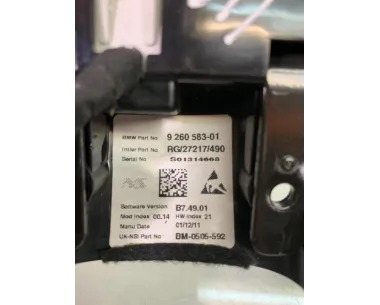 BMW Part No 9 260 583-01
Imtier Part No RG/27217/490
Serial No S01314668
Software Version B7.49.01
Mod Index 00.14 HW Index 21
Manu Date 01/12/11
UK-NSI Part No BM-0505-592